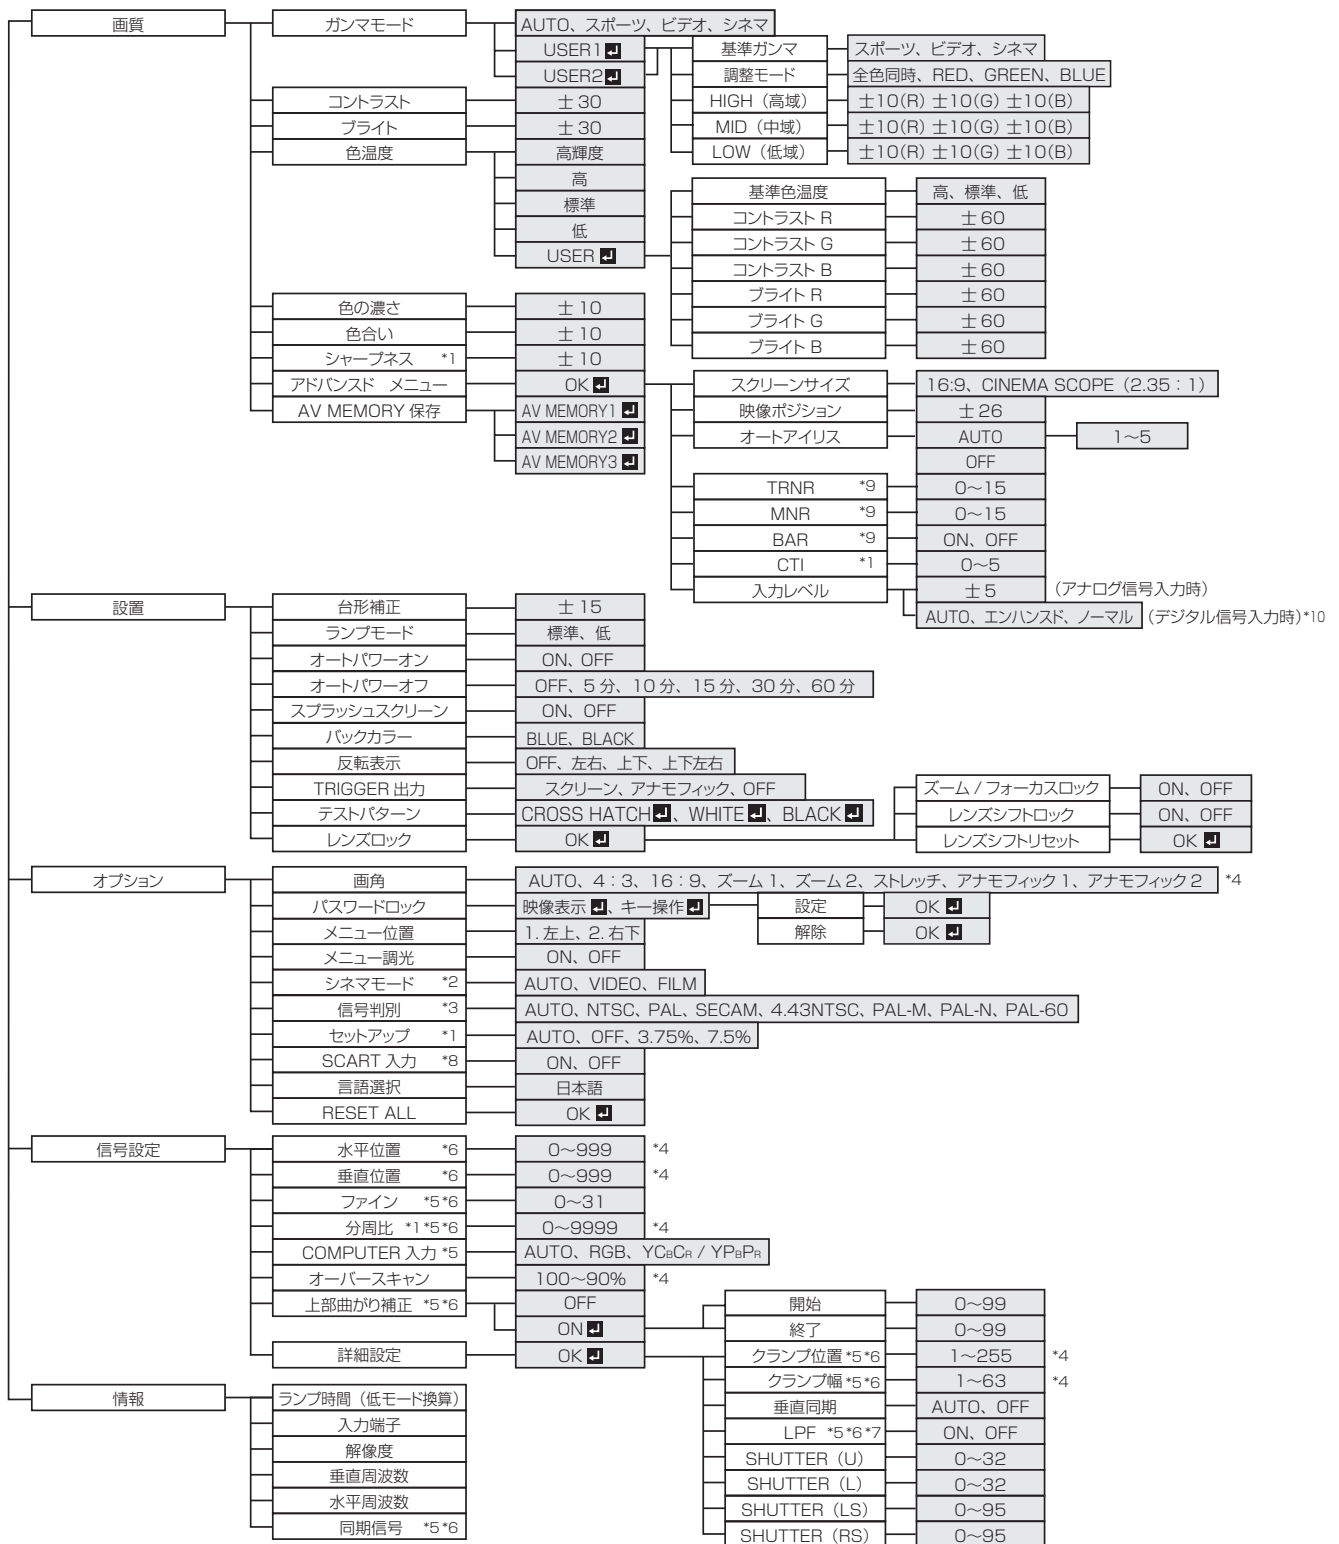 画質 ガンマモード AUTO、スポーツ、ビデオ、シネマ
USER1 基準ガンマ スポーツ、ビデオ、シネマ
USER2 調整モード 全色同時、RED、GREEN、BLUE
コントラスト ±30 HIGH（高域） ±10(R) ±10(G) ±10(B)
ブライト ±30 MID（中域） ±10(R) ±10(G) ±10(B)
色温度 高輝度 LOW（低域） ±10(R) ±10(G) ±10(B)
高 基準色温度 高、標準、低
標準 コントラスト R ±60
低 コントラスト G ±60
USER コントラスト B ±60
ブライト R ±60
色の濃さ ±10 ブライト G ±60
色合い ±10 ブライト B ±60
シャープネス *1 ±10
アドバンスド メニュー OK スクリーンサイズ 16:9、CINEMA SCOPE（2.35：1）
AV MEMORY 保存 AV MEMORY1 映像ポジション ±26
AV MEMORY2 オートアイリス AUTO 1～5
AV MEMORY3 OFF
TRNR *9 0～15
MNR *9 0～15
BAR *9 ON、OFF
CTI *1 0～5
入力レベル ±5 （アナログ信号入力時）
AUTO、エンハンスド、ノーマル （デジタル信号入力時）*10
設置 台形補正 ±15
ランプモード 標準、低
オートパワーオン ON、OFF
オートパワーオフ OFF、5 分、10 分、15 分、30 分、60 分
スプラッシュスクリーン ON、OFF
バックカラー BLUE、BLACK
反転表示 OFF、左右、上下、上下左右
TRIGGER 出力 スクリーン、アナモフィック、OFF ズーム / フォーカスロック ON、OFF
テストパターン CROSS HATCH、WHITE、BLACK レンズシフトロック ON、OFF
レンズロック OK レンズシフトリセット OK
オプション 画角 AUTO、4：3、16：9、ズーム 1、ズーム 2、ストレッチ、アナモフィック 1、アナモフィック 2 *4
パスワードロック 映像表示、キー操作 設定 OK
メニュー位置 1. 左上、2. 右下 解除 OK
メニュー調光 ON、OFF
シネマモード *2 AUTO、VIDEO、FILM
信号判別 *3 AUTO、NTSC、PAL、SECAM、4.43NTSC、PAL-M、PAL-N、PAL-60
セットアップ *1 AUTO、OFF、3.75%、7.5%
SCART 入力 *8 ON、OFF
言語選択 日本語
RESET ALL OK
信号設定 水平位置 *6 0～999 *4
垂直位置 *6 0～999 *4
ファイン *5*6 0～31
分周比 *1*5*6 0～9999 *4
COMPUTER 入力 *5 AUTO、RGB、YCBCR / YPBPR
オーバースキャン 100～90% *4
上部曲がり補正 *5*6 OFF 開始 0～99
ON 終了 0～99
詳細設定 OK クランプ位置 *5*6 1～255 *4
クランプ幅 *5*6 1～63 *4
情報 ランプ時間（低モード換算） 垂直同期 AUTO、OFF
入力端子 LPF *5*6*7 ON、OFF
解像度 SHUTTER（U） 0～32
垂直周波数 SHUTTER（L） 0～32
水平周波数 SHUTTER（LS） 0～95
同期信号 *5*6 SHUTTER（RS） 0～95